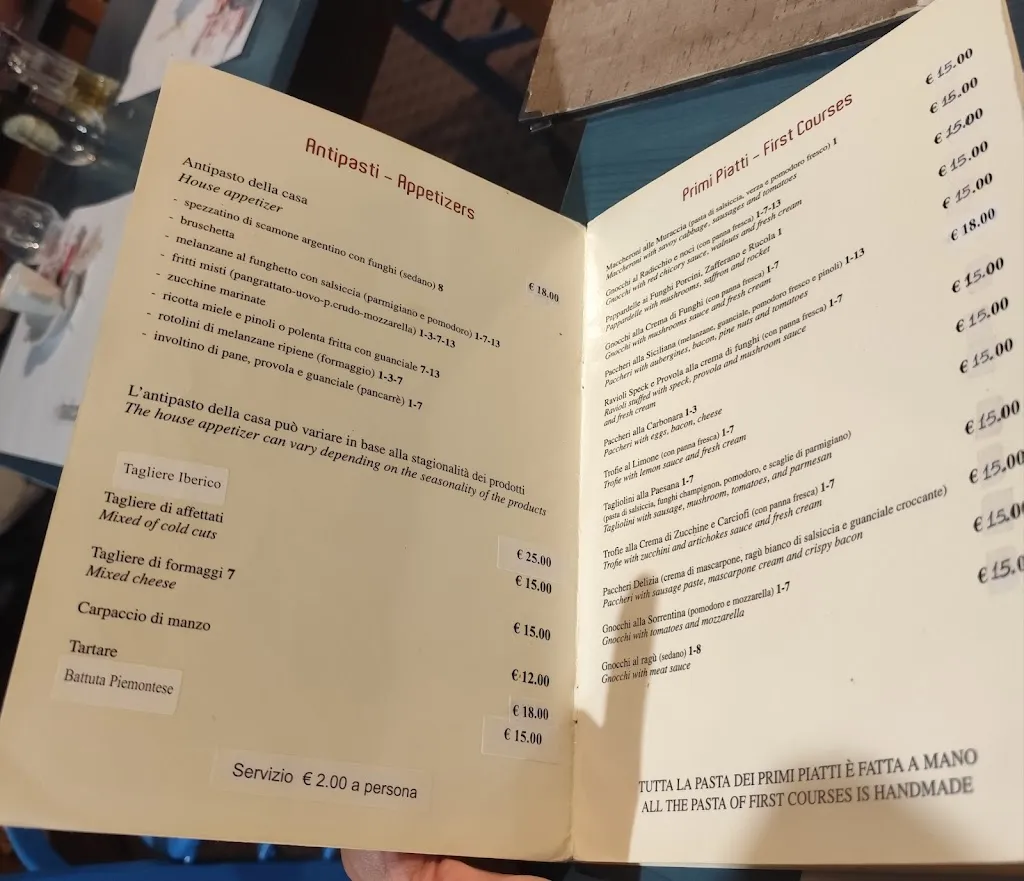 Antipasti - Appetizers
Antipasto della casa
House appetizer
- spezzatino di scamone argentino con funghi (sedano) 8
- bruschetta
- melanzane al funghetto con salsiccia (parmigiano e pomodoro) 1-7-13
- fritti misti (pangrattato-uovo-p.crudo-mozzarella) 1-3-7-13
- zucchine marinate
- ricotta miele e pinoli o polenta fritta con guanciale 7-13
- rotolini di melanzane ripiene (formaggio) 1-3-7
- involtino di pane, provola e guanciale (pancarrè) 1-7
€ 18.00
L'antipasto della casa può variare in base alla stagionalità dei prodotti
The house appetizer can vary depending on the seasonality of the products
Tagliere Iberico € 25.00
Tagliere di affettati € 15.00
Mixed of cold cuts
Tagliere di formaggi 7 € 15.00
Mixed cheese
Carpaccio di manzo € 12.00
Tartare € 18.00
Battuta Piemontese € 15.00
Servizio € 2.00 a persona
Primi Piatti - First Courses
Maccheroni alle Muraccia (pasta di salsiccia, verza e pomodoro fresco) 1 € 15.00
Maccheroni with savoy cabbage, sausages and tomatoes
Gnocchi al Radicchio e noci (con panna fresca) 1-7-13 € 15.00
Gnocchi with red chicory sauce, walnuts and fresh cream
Pappardelle ai Funghi Porcini, Zafferano e Rucola 1 € 15.00
Pappardelle with mushrooms, saffron and rocket
Gnocchi alla Crema di Funghi (con panna fresca) 1-7 € 15.00
Gnocchi with mushrooms sauce and fresh cream
Paccheri alla Siciliana (melanzane, guanciale, pomodoro fresco e pinoli) 1-13 € 15.00
Paccheri with aubergines, bacon, pine nuts and tomatoes
Ravioli Speck e Provola alla crema di funghi (con panna fresca) 1-7 € 18.00
Ravioli stuffed with speck, provola and mushroom sauce
and fresh cream
Paccheri alla Carbonara 1-3 € 15.00
Paccheri with eggs, bacon, cheese
Trofie al Limone (con panna fresca) 1-7 € 15.00
Trofie with lemon sauce and fresh cream
Tagliolini alla Paesana 1-7 € 15.00
(pasta di salsiccia, funghi champignon, pomodoro, e scaglie di parmigiano)
Tagliolini with sausage, mushroom, tomatoes, and parmesan
Trofie alla Crema di Zucchine e Carciofi (con panna fresca) 1-7 € 15.00
Trofie with zucchini and artichokes sauce and fresh cream
Paccheri Delizia (crema di mascarpone, ragù bianco di salsiccia e guanciale croccante) € 15.00
Paccheri with sausage paste, mascarpone cream and crispy bacon
Gnocchi alla Sorrentina (pomodoro e mozzarella) 1-7 € 15.0
Gnocchi with tomatoes and mozzarella
Gnocchi al ragù (sedano) 1-8 € 15.0
Gnocchi with meat sauce
TUTTA LA PASTA DEI PRIMI PIATTI È FATTA A MANO
ALL THE PASTA OF FIRST COURSES IS HANDMADE